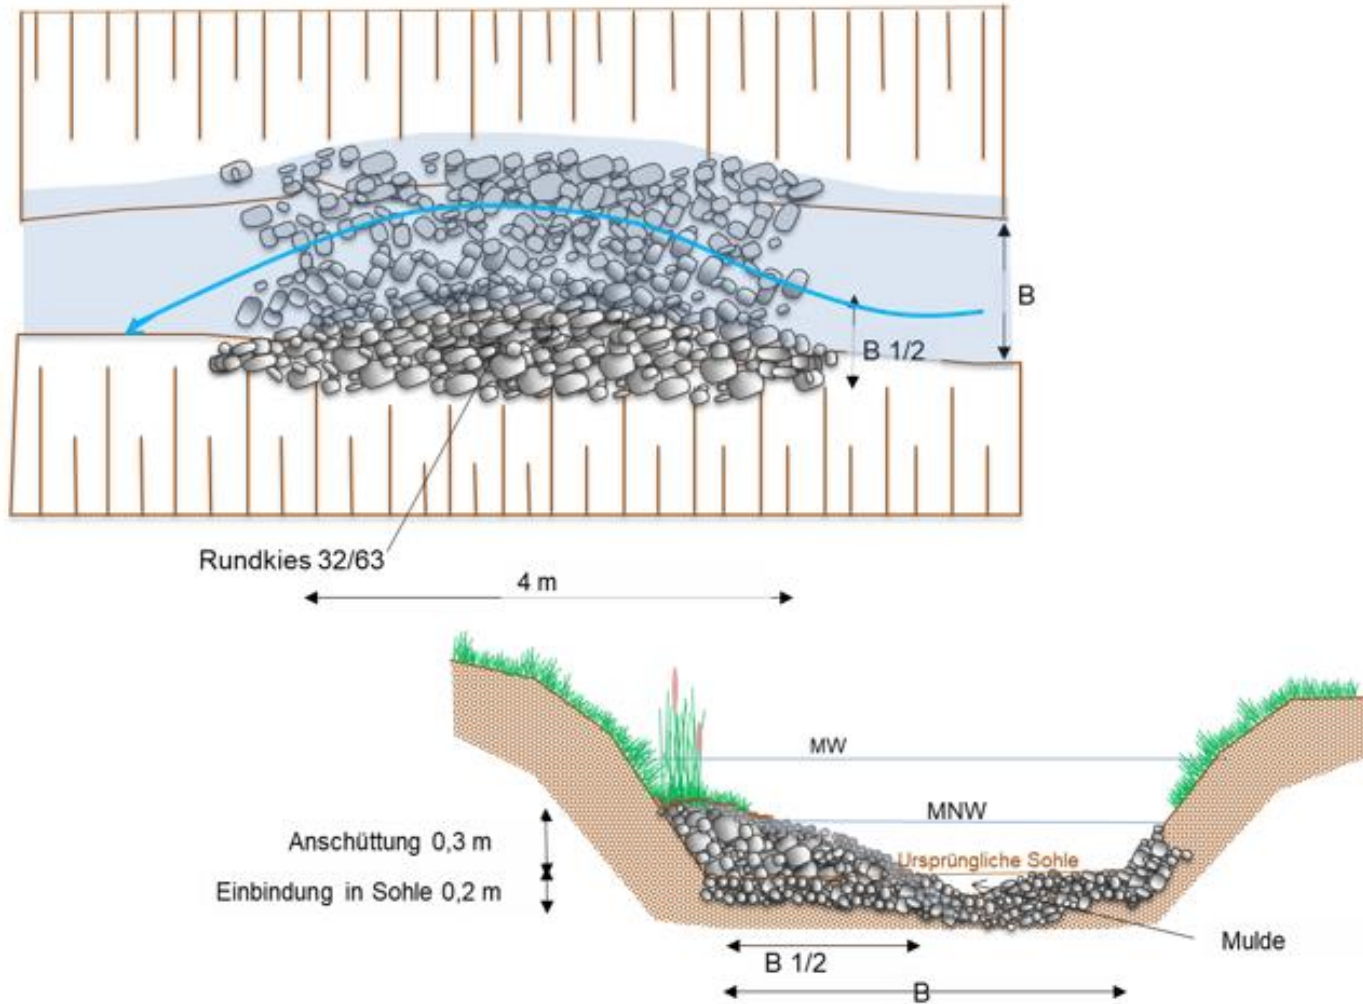 B
B 1/2
Rundkies 32/63
4 m
MW
MNW
Anschüttung 0,3 m
Ursprüngliche Sohle
Einbindung in Sohle 0,2 m
Mulde
B 1/2
B